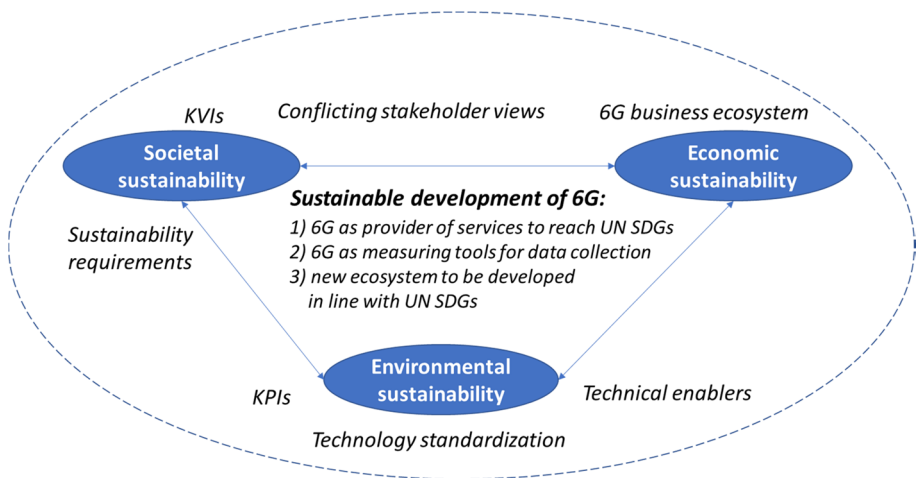 KVIs
Conflicting stakeholder views
6G business ecosystem
Societal
sustainability
Economic
sustainability
Sustainable development of 6G:
1) 6G as provider of services to reach UN SDGs
2) 6G as measuring tools for data collection
3) new ecosystem to be developed
in line with UN SDGs
Sustainability
requirements
Environmental
sustainability
KPIs
Technical enablers
Technology standardization